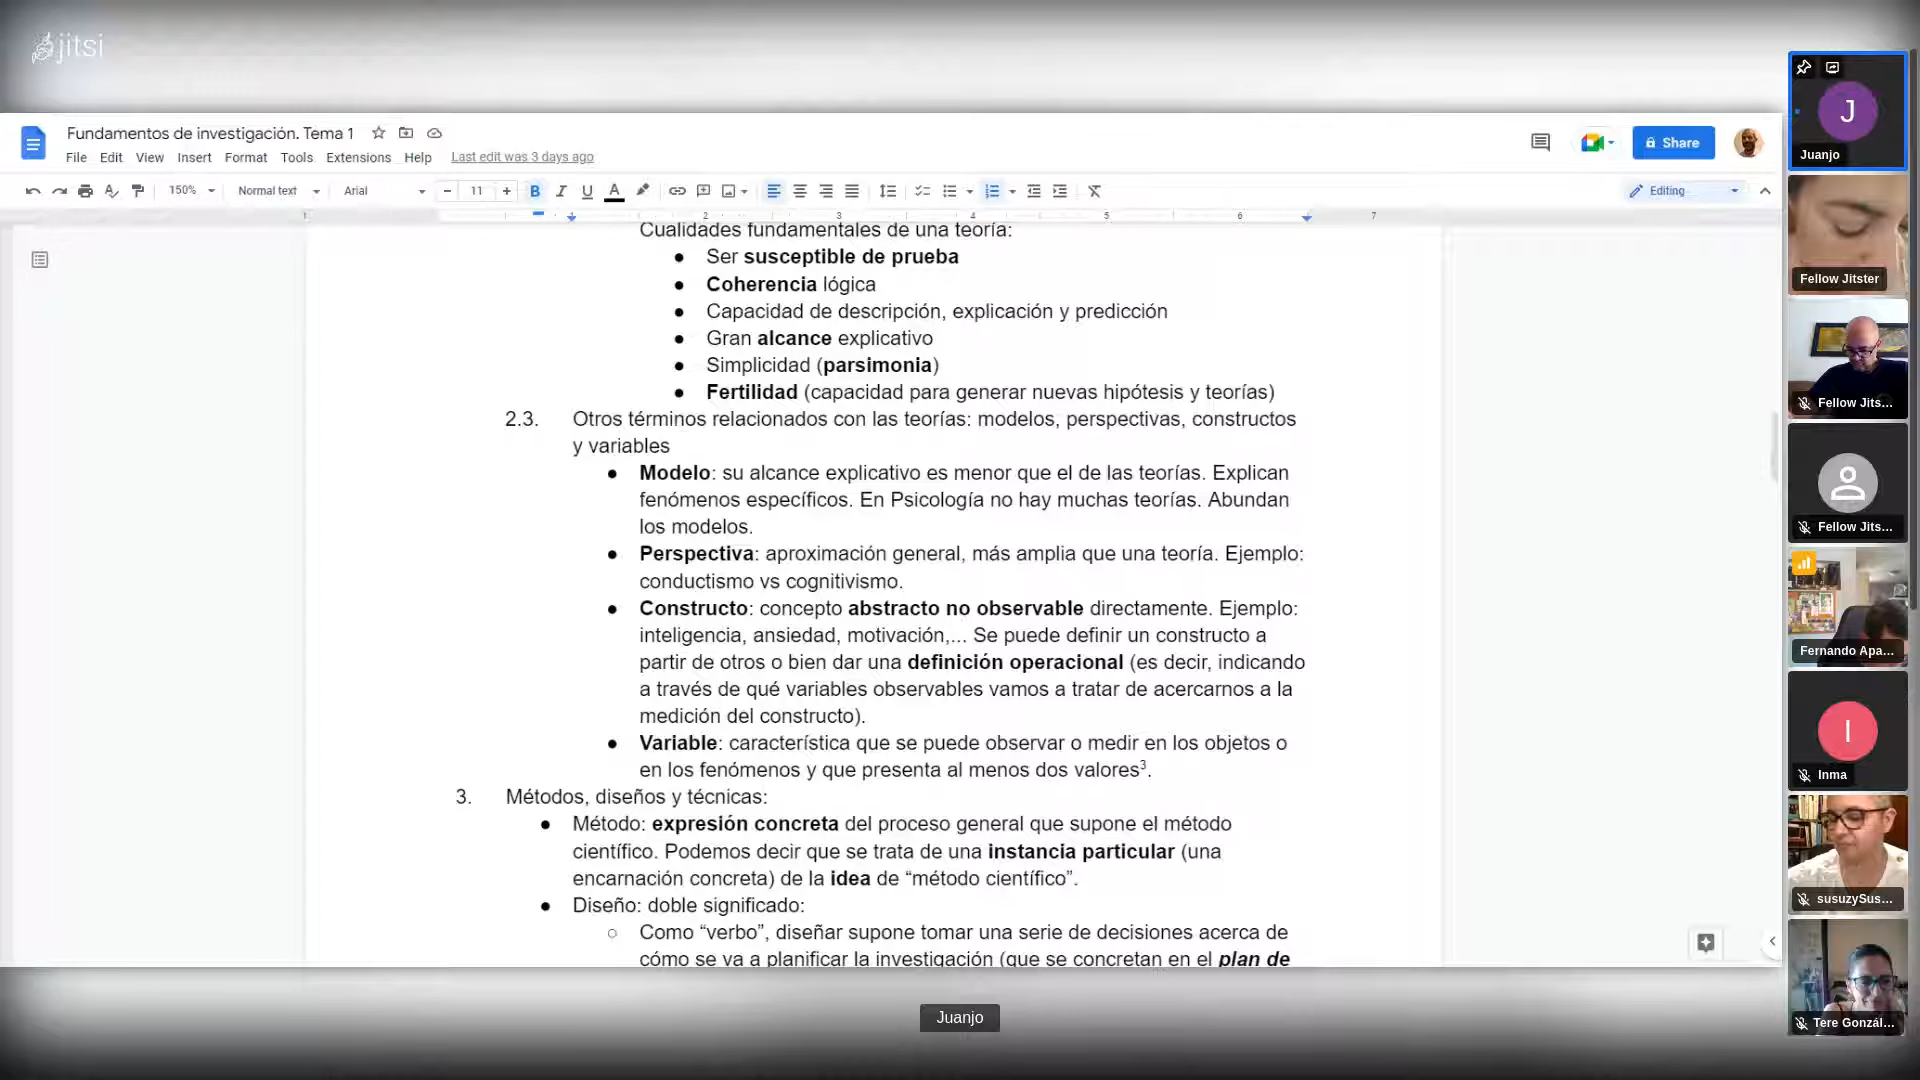 jitsi
Fundamentos de investigación. Tema 1
File Edit View Insert Format Tools Extensions Help Last edit was 3 days ago
Share
150% Normal text Arial − 11 + B I U A Editing
1 2 3 4 5 6 7
Cualidades fundamentales de una teoría:
● Ser susceptible de prueba
● Coherencia lógica
● Capacidad de descripción, explicación y predicción
● Gran alcance explicativo
● Simplicidad (parsimonia)
● Fertilidad (capacidad para generar nuevas hipótesis y teorías)
2.3. Otros términos relacionados con las teorías: modelos, perspectivas, constructos
y variables
● Modelo: su alcance explicativo es menor que el de las teorías. Explican
fenómenos específicos. En Psicología no hay muchas teorías. Abundan
los modelos.
● Perspectiva: aproximación general, más amplia que una teoría. Ejemplo:
conductismo vs cognitivismo.
● Constructo: concepto abstracto no observable directamente. Ejemplo:
inteligencia, ansiedad, motivación,... Se puede definir un constructo a
partir de otros o bien dar una definición operacional (es decir, indicando
a través de qué variables observables vamos a tratar de acercarnos a la
medición del constructo).
● Variable: característica que se puede observar o medir en los objetos o
en los fenómenos y que presenta al menos dos valores³.
3. Métodos, diseños y técnicas:
● Método: expresión concreta del proceso general que supone el método
científico. Podemos decir que se trata de una instancia particular (una
encarnación concreta) de la idea de “método científico”.
● Diseño: doble significado:
○ Como “verbo”, diseñar supone tomar una serie de decisiones acerca de
cómo se va a planificar la investigación (que se concretan en el plan de
Juanjo
J
Juanjo
Fellow Jitster
Fellow Jits...
Fellow Jits...
Fernando Apa...
I
Inma
susuzySus...
Tere Gonzál...